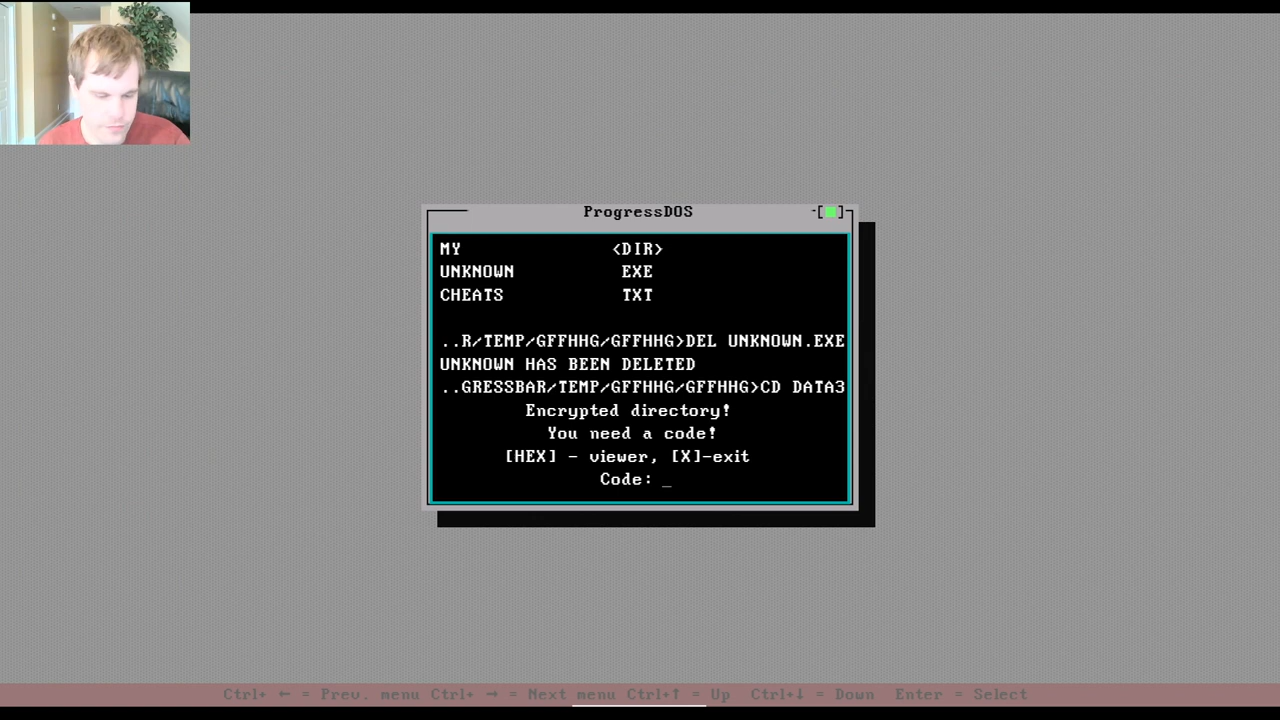 ProgressDOS
-[■]-
MY <DIR>
UNKNOWN EXE
CHEATS TXT
..R/TEMP/GFFHHG/GFFHHG>DEL UNKNOWN.EXE
UNKNOWN HAS BEEN DELETED
..GRESSBAR/TEMP/GFFHHG/GFFHHG>CD DATA3
Encrypted directory!
You need a code!
[HEX] - viewer, [X]-exit
Code: _
Ctrl+ ← = Prev. menu Ctrl+ → = Next menu Ctrl+↑ = Up Ctrl+↓ = Down Enter = Select